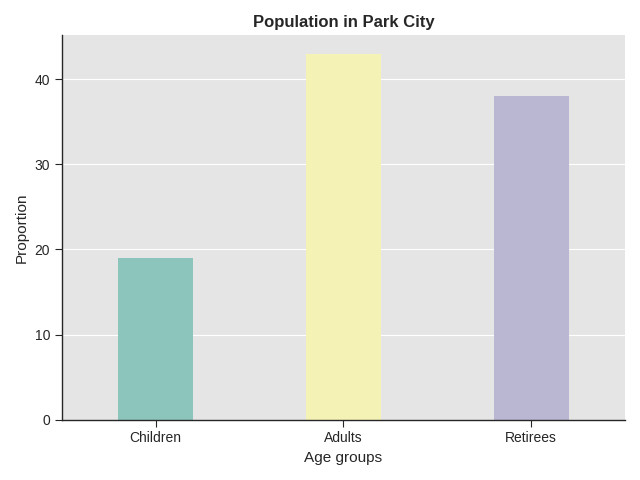 Population in Park City
Proportion
40
30
20
10
0
Children
Adults
Retirees
Age groups